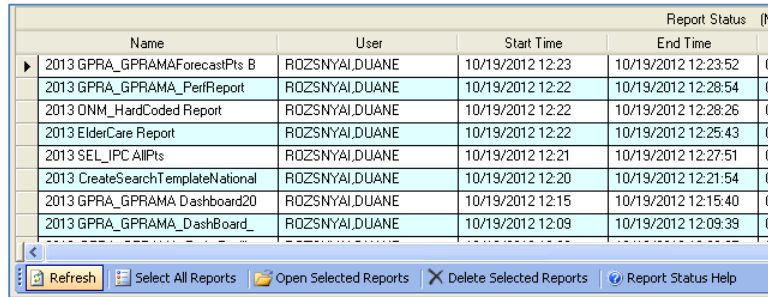 Report Status
Name User Start Time End Time
2013 GPRA_GPRAMAForecastPts B ROZSNYAI,DUANE 10/19/2012 12:23 10/19/2012 12:23:52
2013 GPRA_GPRAMA_PerfReport ROZSNYAI,DUANE 10/19/2012 12:22 10/19/2012 12:28:54
2013 ONM_HardCoded Report ROZSNYAI,DUANE 10/19/2012 12:22 10/19/2012 12:28:26
2013 ElderCare Report ROZSNYAI,DUANE 10/19/2012 12:22 10/19/2012 12:25:43
2013 SEL_IPC AllPts ROZSNYAI,DUANE 10/19/2012 12:21 10/19/2012 12:27:51
2013 CreateSearchTemplateNational ROZSNYAI,DUANE 10/19/2012 12:20 10/19/2012 12:21:54
2013 GPRA_GPRAMA Dashboard20 ROZSNYAI,DUANE 10/19/2012 12:15 10/19/2012 12:15:40
2013 GPRA_GPRAMA_DashBoard_ ROZSNYAI,DUANE 10/19/2012 12:09 10/19/2012 12:09:39
Refresh Select All Reports Open Selected Reports Delete Selected Reports Report Status Help